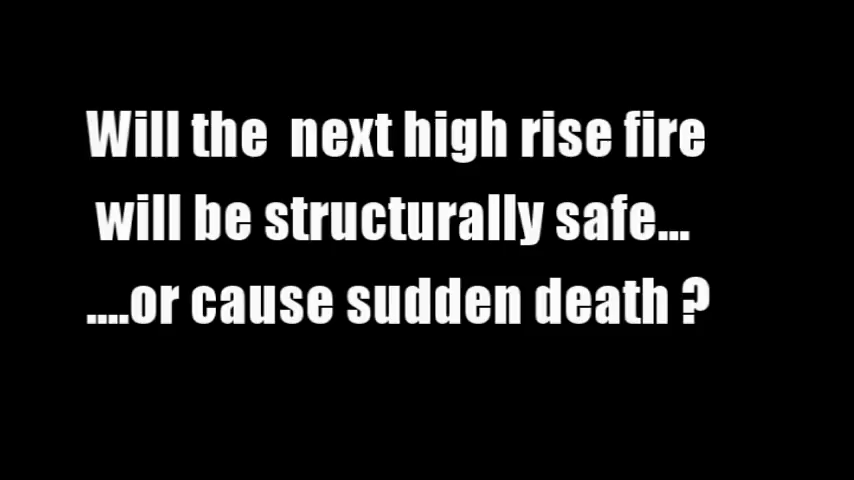 Will the  next high rise fire
will be structurally safe...
....or cause sudden death ?